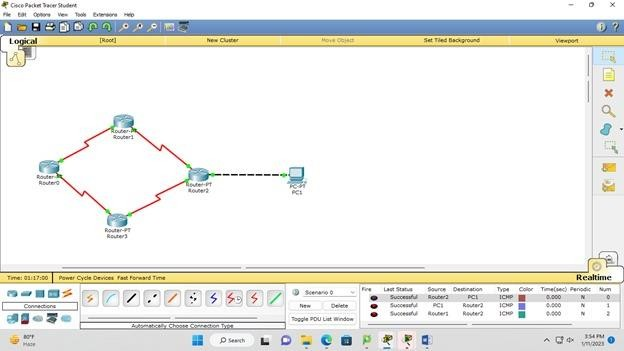 Cisco Packet Tracer Student
File Edit Options View Tools Extensions Help
Logical [Root] New Cluster Move Object Set Tiled Background Viewport
Router-PT
Router1
Router-PT
Router0
Router-PT
Router2
PC-PT
PC1
Router-PT
Router3
Time: 01:17:00 Power Cycle Devices Fast Forward Time Realtime
Connections
Automatically Choose Connection Type
Scenario 0
New Delete
Toggle PDU List Window
Fire Last Status Source Destination Type Color Time(sec) Periodic Num
Successful Router2 PC1 ICMP 0.000 N 0
Successful PC1 Router2 ICMP 0.000 N 1
Successful Router1 Router2 ICMP 0.000 N 2
80°F
Haze
Search
3:54 PM
1/11/2023